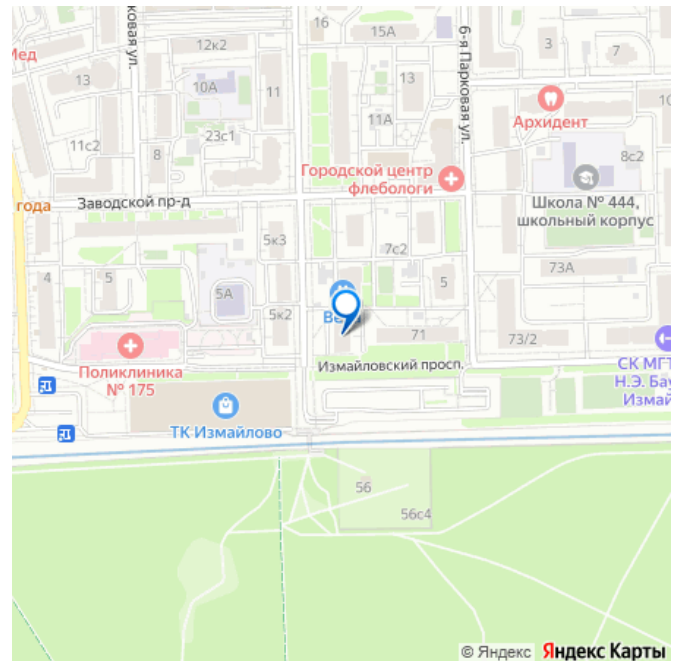 16
15А
ковая ул.
6-я Парковая ул.
12к2
3
7
Мед
13
10А
11
13
Архидент
11А
23с1
11с2
8
8с2
Городской центр
флебологи
года
Заводской пр-д
Школа № 444,
школьный корпус
5к3
7с2
73А
4
5
5А
5
5к2
71
73/2
Поликлиника
№ 175
Измайловский просп.
СК МГТ
Н.Э. Бау
Измай
ТК Измайлово
56
56с4
© Яндекс Яндекс Карты